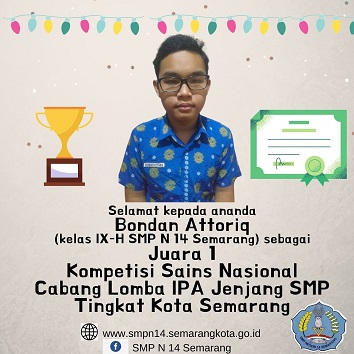 Selamat kepada ananda
Bondan Attoriq
(kelas IX-H SMP N 14 Semarang) sebagai
Juara 1
Kompetisi Sains Nasional
Cabang Lomba IPA Jenjang SMP
Tingkat Kota Semarang
www.smpn14.semarangkota.go.id
SMP N 14 Semarang